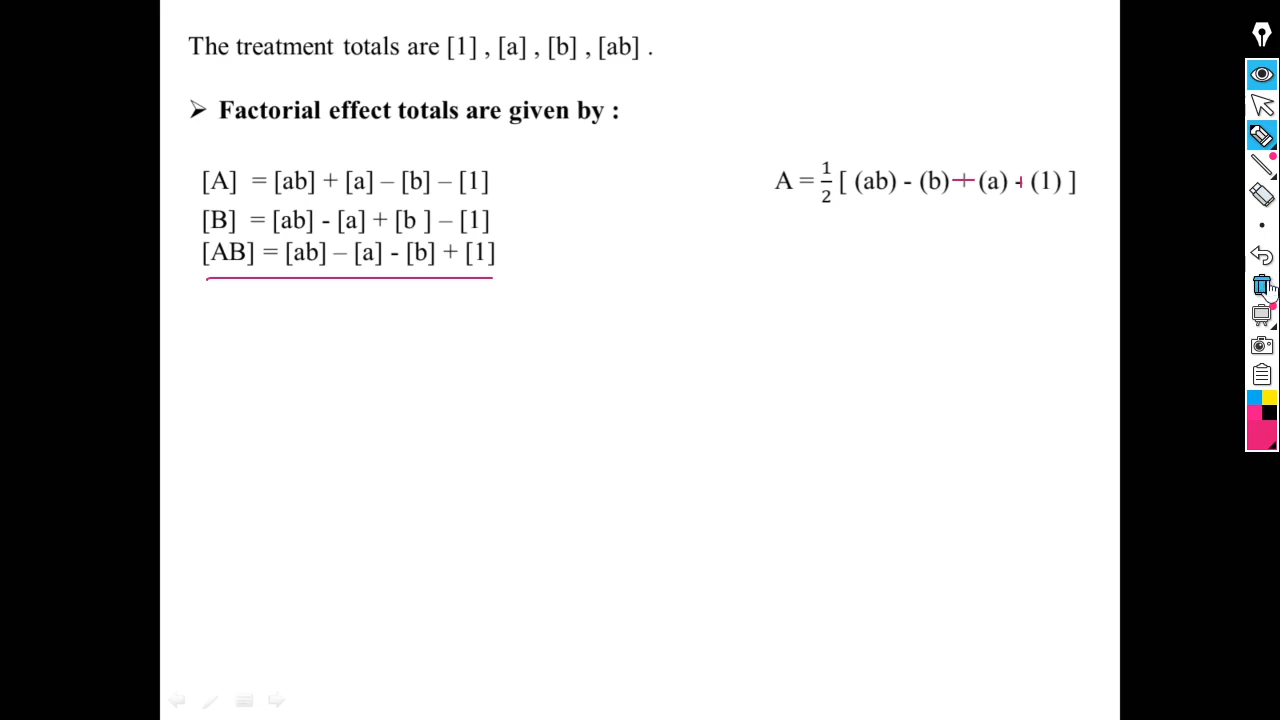 The treatment totals are [1] , [a] , [b] , [ab] .
➢ Factorial effect totals are given by :
[A] = [ab] + [a] – [b] – [1]
A = 1/2 [ (ab) - (b) + (a) - (1) ]
[B] = [ab] - [a] + [b ] – [1]
[AB] = [ab] – [a] - [b] + [1]